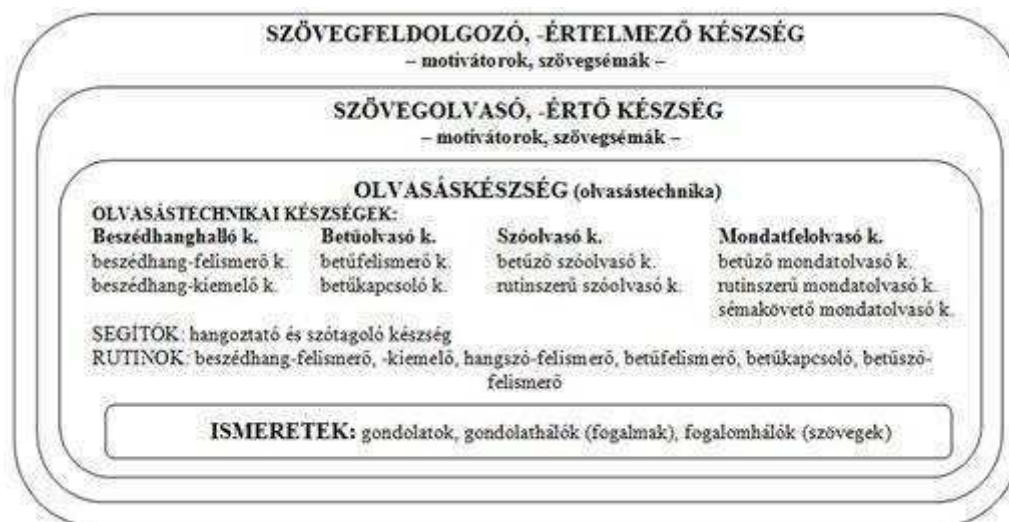 SZÖVEGFELDOLGOZÓ, -ÉRTELMEZŐ KÉSZSÉG
– motivátorok, szövegsémák –
SZÖVEGOLVASÓ, -ÉRTŐ KÉSZSÉG
– motivátorok, szövegsémák –
OLVASÁSKÉSZSÉG (olvasástechnika)
OLVASÁSTECHNIKAI KÉSZSÉGEK:
Beszédhanghalló k. Betűolvasó k. Szóolvasó k. Mondatfelolvasó k.
beszédhang-felismerő k. betűfelismerő k. betűző szóolvasó k. betűző mondatolvasó k.
beszédhang-kiemelő k. betűkapcsoló k. rutinszerű szóolvasó k. rutinszerű mondatolvasó k.
sémakövető mondatolvasó k.
SEGÍTŐK: hangoztató és szótagoló készség
RUTINOK: beszédhang-felismerő, -kiemelő, hangszó-felismerő, betűfelismerő, betűkapcsoló, betűszó-
felismerő
ISMERETEK: gondolatok, gondolathálók (fogalmak), fogalomhálók (szövegek)